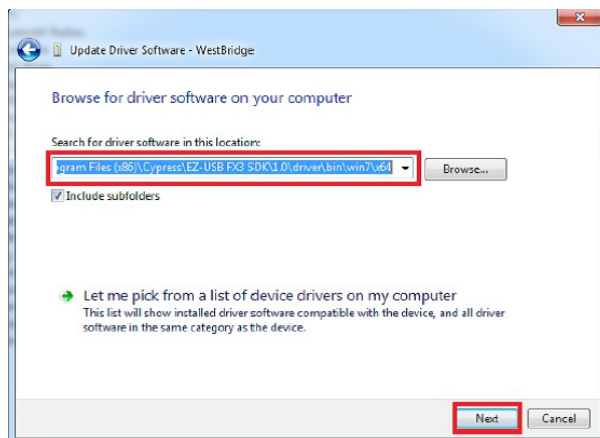 Update Driver Software - WestBridge
Browse for driver software on your computer
Search for driver software in this location:
gram Files (x86)\Cypress\EZ-USB FX3 SDK\1.0\driver\bin\win7\x64
Browse...
Include subfolders
Let me pick from a list of device drivers on my computer
This list will show installed driver software compatible with the device, and all driver
software in the same category as the device.
Next
Cancel